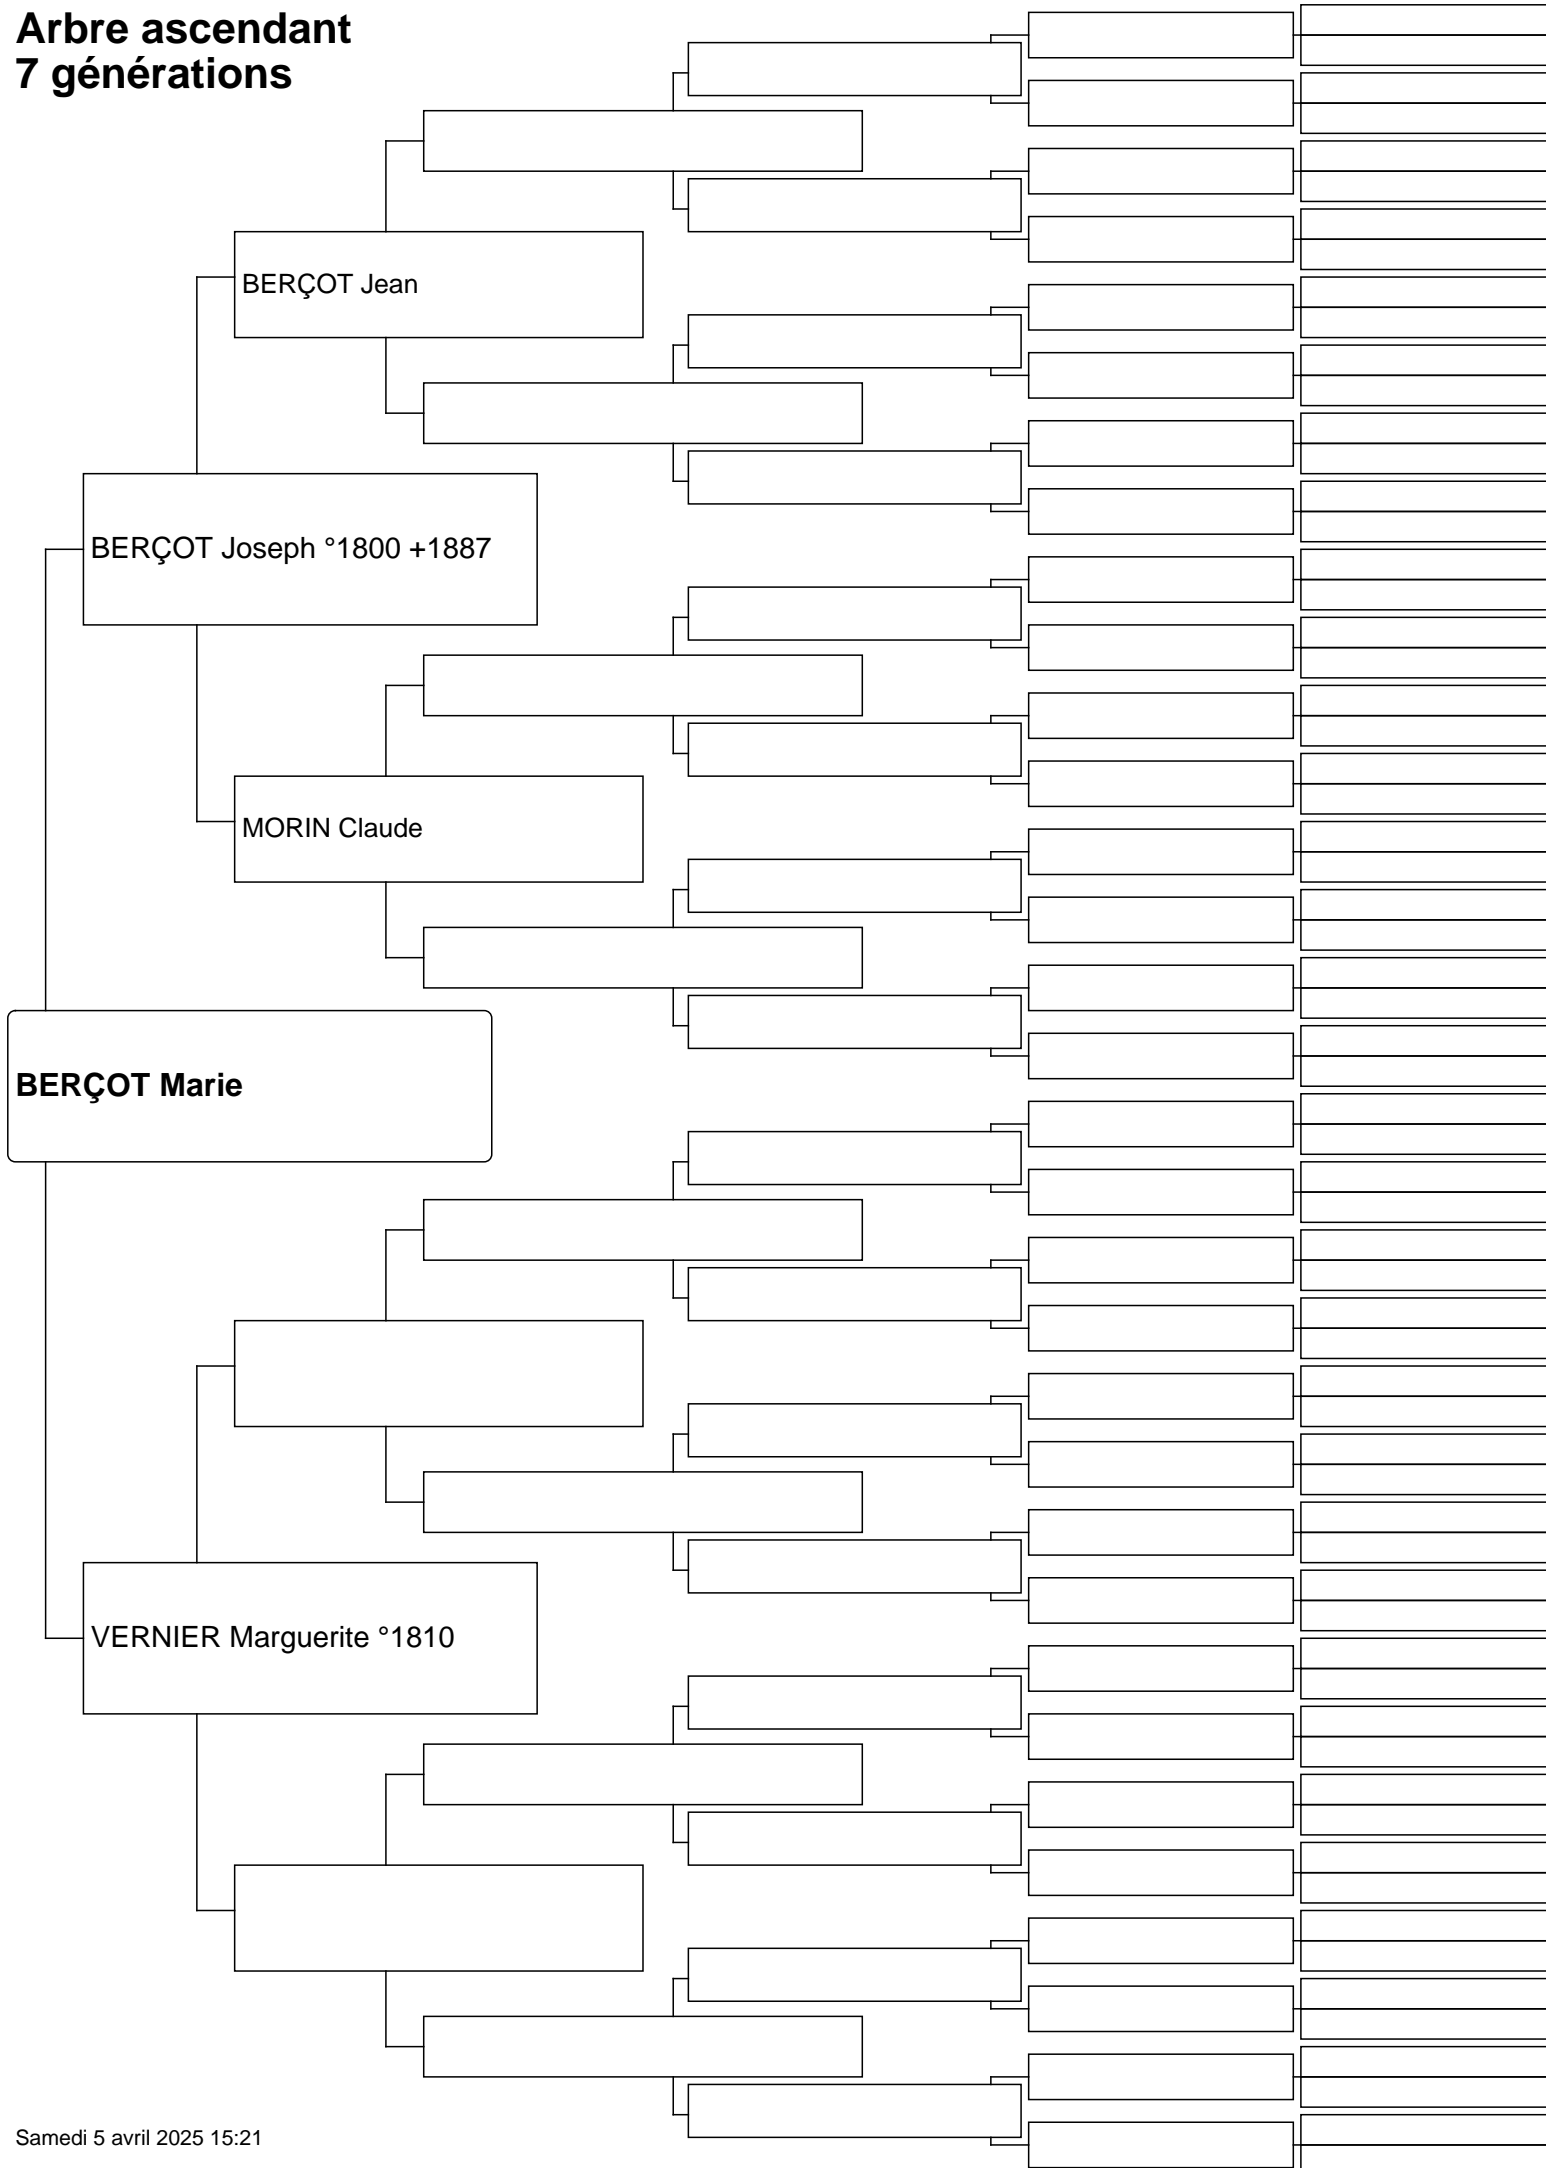 Arbre ascendant
7 générations
BERÇOT Jean
BERÇOT Joseph °1800 +1887
MORIN Claude
BERÇOT Marie
VERNIER Marguerite °1810
Samedi 5 avril 2025 15:21